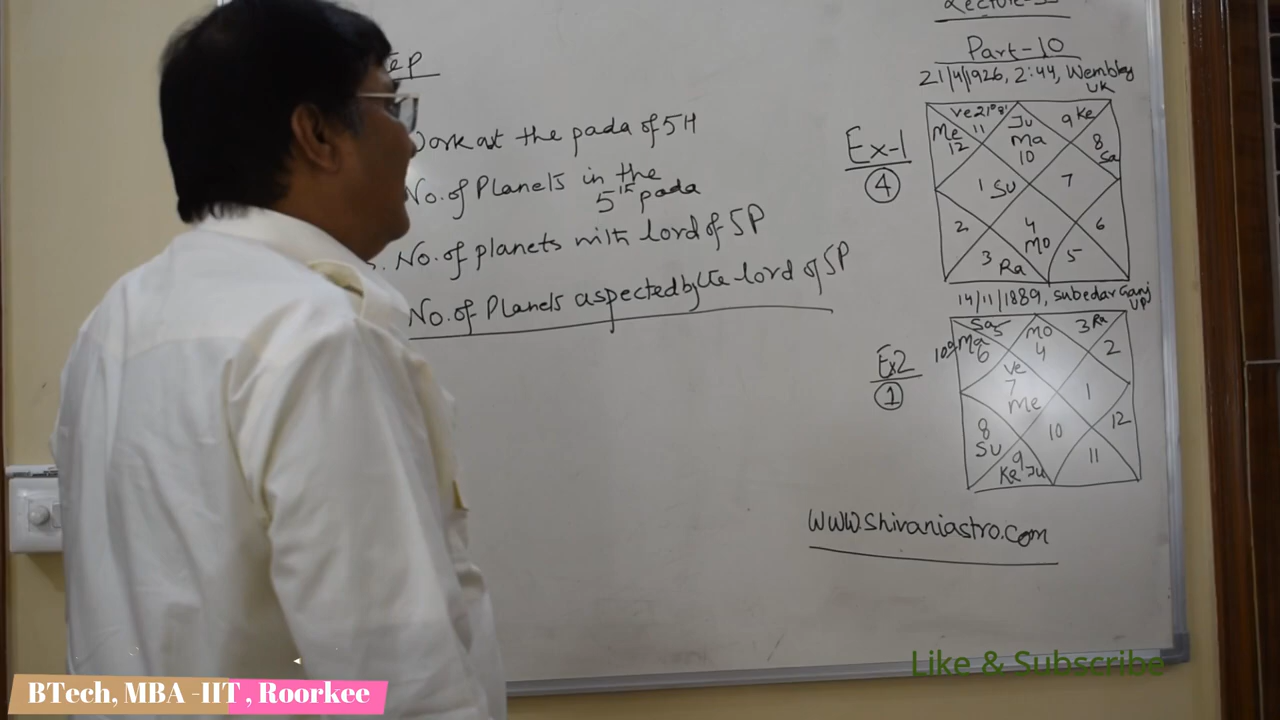 ep
Work out the pada of 5H
No. of Planets in the
5th pada
No. of planets with lord of 5P
No. of Planets aspected by the lord of 5P
Part-10
21/4/1926, 2:44, Wembley
UK
Ex-1
4
Ve 21°8'
11
Me
12
Ju
Ma
10
9 Ke
8
Sa
1 Su
7
2
4
Mo
6
3 Ra
5
14/11/1889, Subedar Ganj
UP
Ex2
1
Sa
5
Ma
6
Mo
4
3 Ra
2
Ve
7
Me
1
8
Su
10
12
9
Ke Ju
11
www.shivaniastro.com
Like & Subscribe
BTech, MBA -IIT , Roorkee